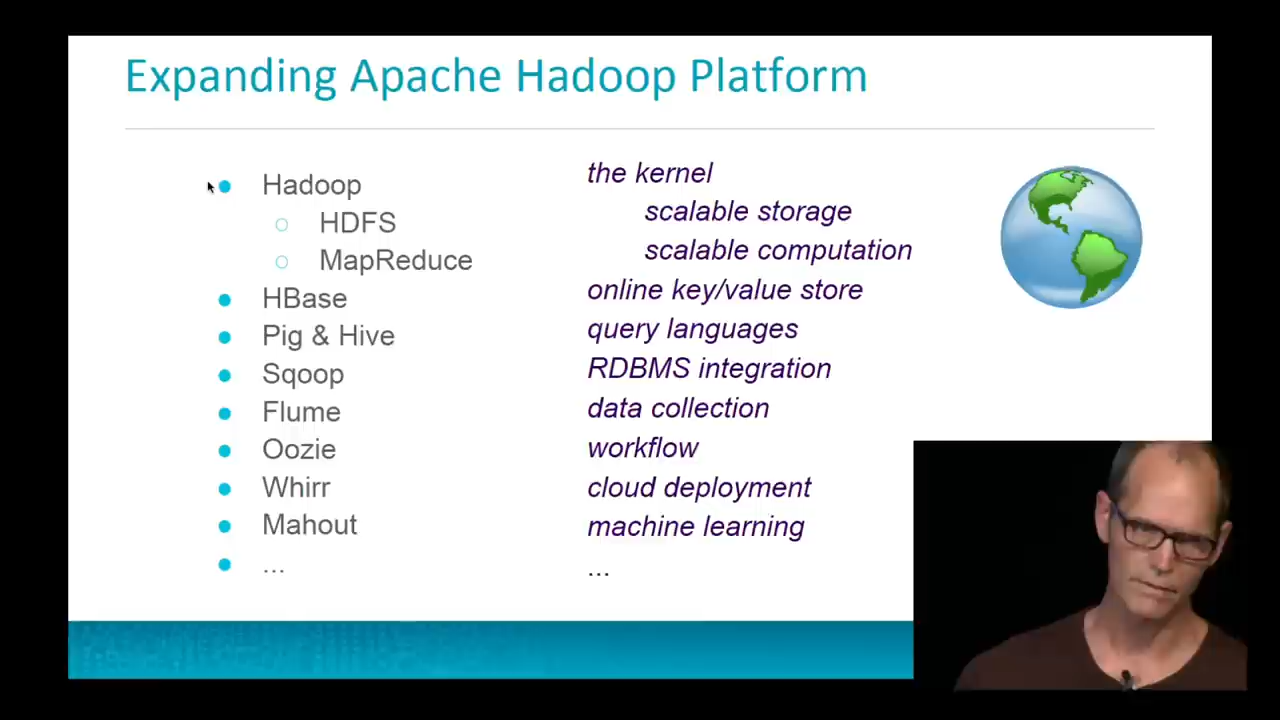 Expanding Apache Hadoop Platform
Hadoop the kernel
HDFS scalable storage
MapReduce scalable computation
HBase online key/value store
Pig & Hive query languages
Sqoop RDBMS integration
Flume data collection
Oozie workflow
Whirr cloud deployment
Mahout machine learning
... ...